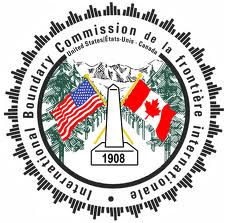 International Boundary Commission de la frontière internationale
United States/États-Unis - Canada
1908